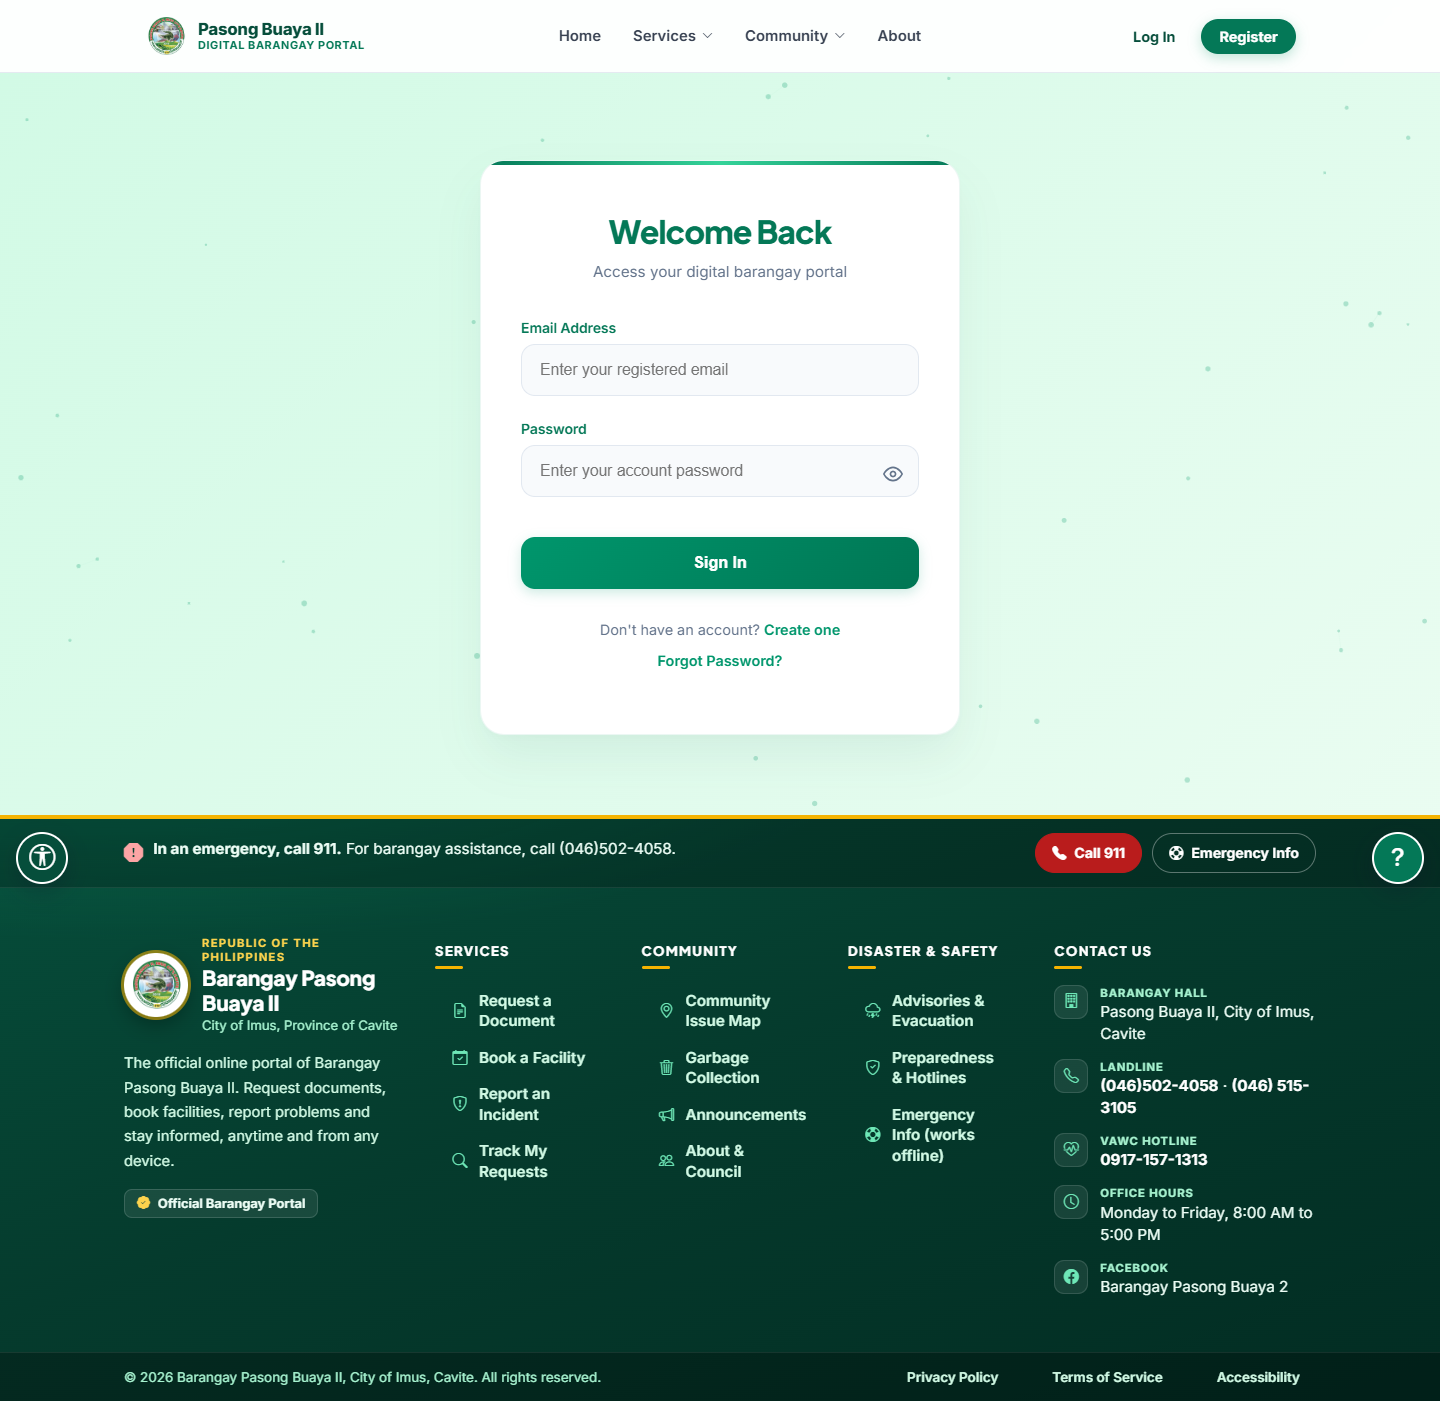 Pasong Buaya II
DIGITAL BARANGAY PORTAL
Home
Services
Community
About
Log In
Register
Welcome Back
Access your digital barangay portal
Email Address
Enter your registered email
Password
Enter your account password
Sign In
Don't have an account? Create one
Forgot Password?
In an emergency, call 911. For barangay assistance, call (046)502-4058.
Call 911
Emergency Info
?
REPUBLIC OF THE
PHILIPPINES
Barangay Pasong
Buaya II
City of Imus, Province of Cavite
The official online portal of Barangay
Pasong Buaya II. Request documents,
book facilities, report problems and
stay informed, anytime and from any
device.
Official Barangay Portal
SERVICES
Request a
Document
Book a Facility
Report an
Incident
Track My
Requests
COMMUNITY
Community
Issue Map
Garbage
Collection
Announcements
About &
Council
DISASTER & SAFETY
Advisories &
Evacuation
Preparedness
& Hotlines
Emergency
Info (works
offline)
CONTACT US
BARANGAY HALL
Pasong Buaya II, City of Imus,
Cavite
LANDLINE
(046)502-4058 · (046) 515-
3105
VAWC HOTLINE
0917-157-1313
OFFICE HOURS
Monday to Friday, 8:00 AM to
5:00 PM
FACEBOOK
Barangay Pasong Buaya 2
© 2026 Barangay Pasong Buaya II, City of Imus, Cavite. All rights reserved.
Privacy Policy
Terms of Service
Accessibility